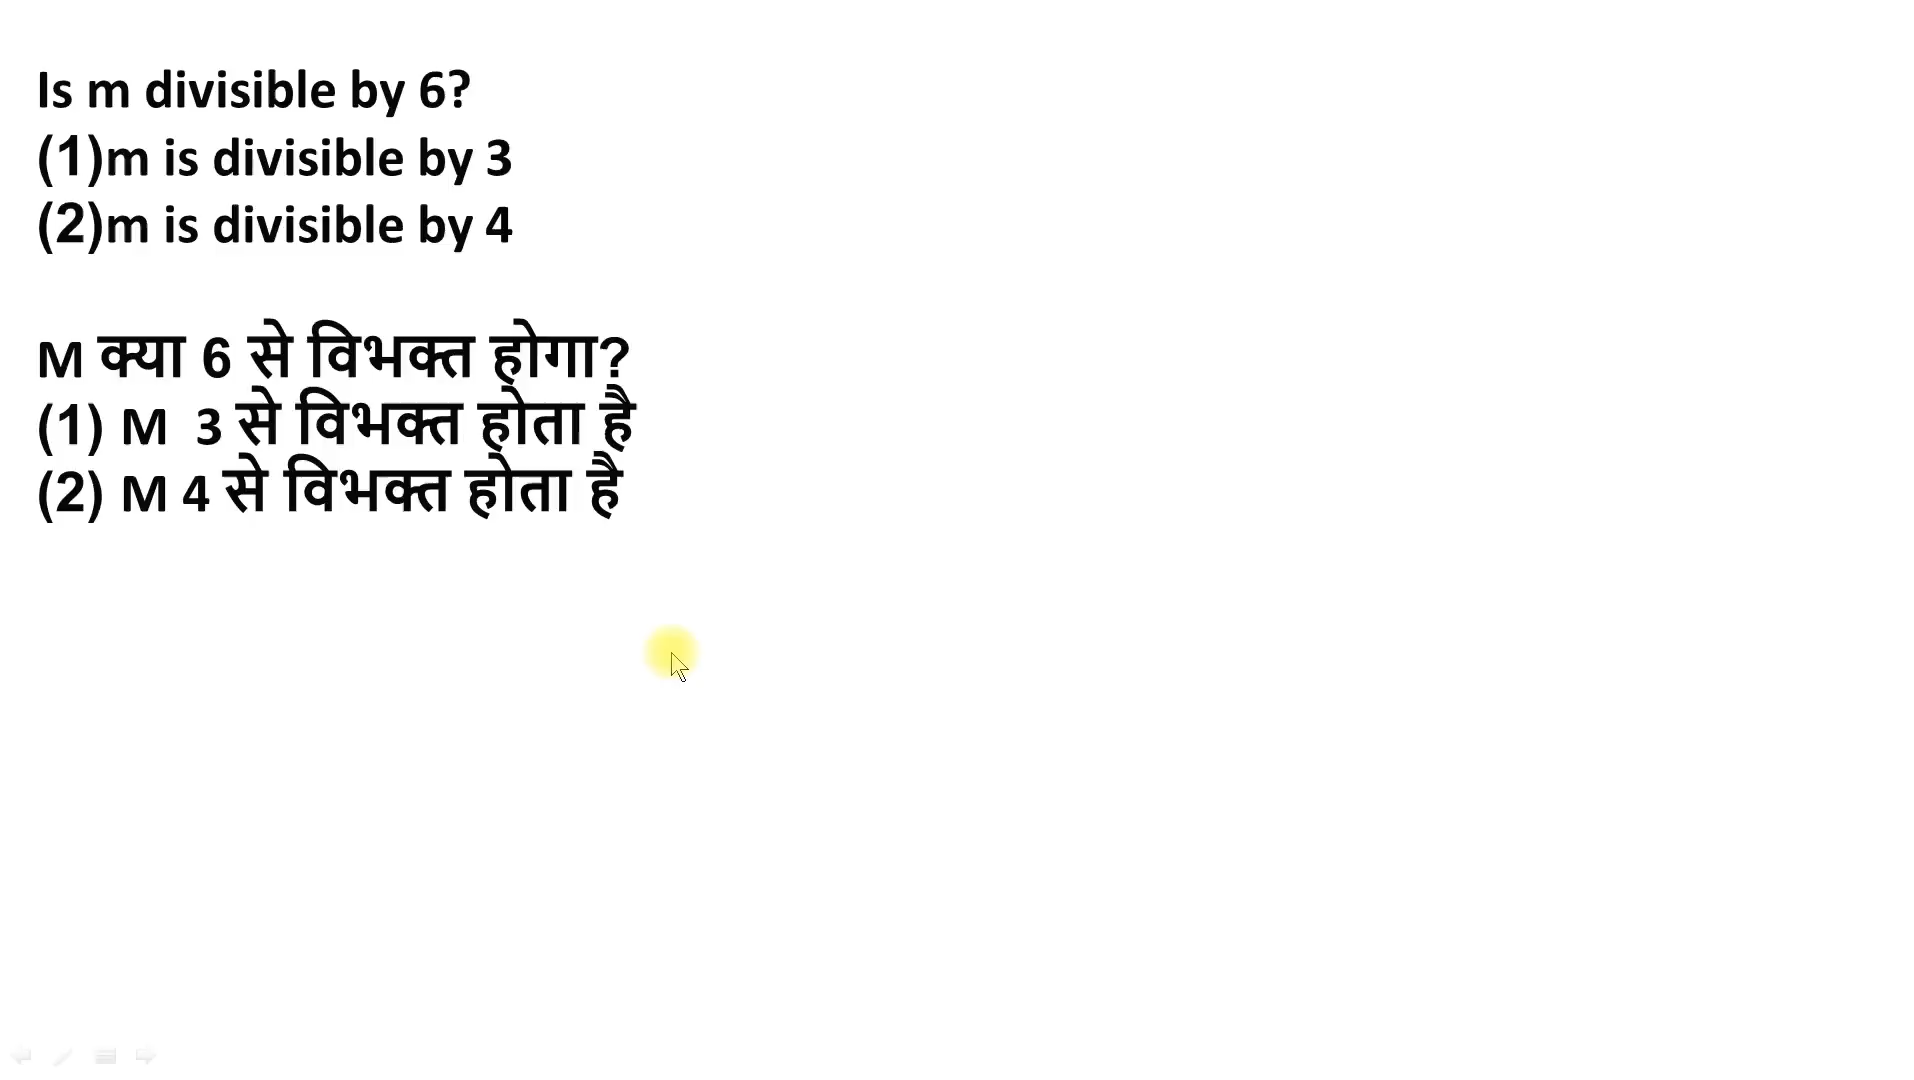 Is m divisible by 6?
(1)m is divisible by 3
(2)m is divisible by 4
M क्या 6 से विभक्त होगा?
(1) M  3 से विभक्त होता है
(2) M 4 से विभक्त होता है